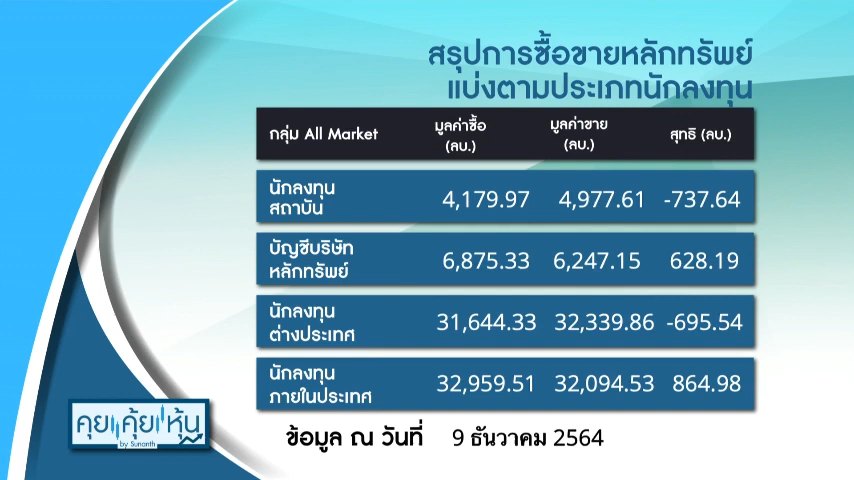 สรุปการซื้อขายหลักทรัพย์
แบ่งตามประเภทนักลงทุน
กลุ่ม All Market มูลค่าซื้อ (ลบ.) มูลค่าขาย (ลบ.) สุทธิ (ลบ.)
นักลงทุน
สถาบัน 4,179.97 4,977.61 -737.64
บัญชีบริษัท
หลักทรัพย์ 6,875.33 6,247.15 628.19
นักลงทุน
ต่างประเทศ 31,644.33 32,339.86 -695.54
นักลงทุน
ภายในประเทศ 32,959.51 32,094.53 864.98
คุยคุ้ยหุ้น
by Sunanth
ข้อมูล ณ วันที่ 9 ธันวาคม 2564